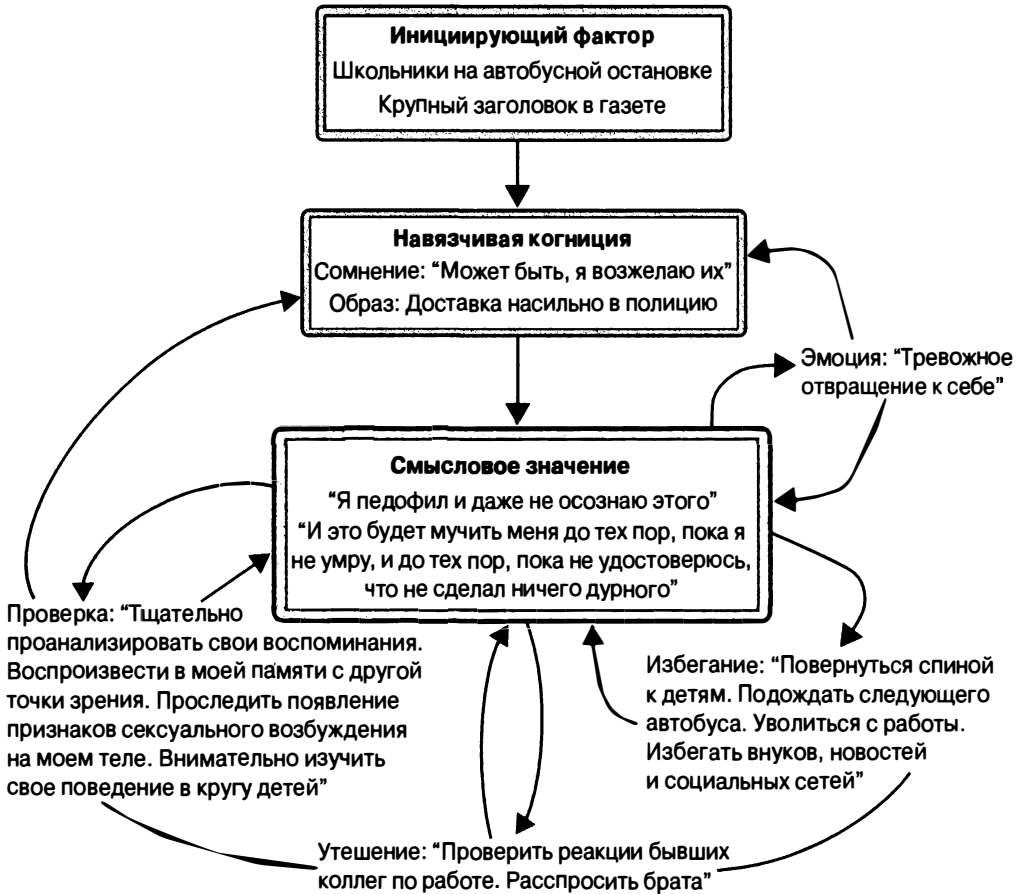 Инициирующий фактор
Школьники на автобусной остановке
Крупный заголовок в газете
Навязчивая когниция
Сомнение: “Может быть, я возжелаю их”
Образ: Доставка насильно в полицию
Эмоция: “Тревожное
отвращение к себе”
Смысловое значение
“Я педофил и даже не осознаю этого”
“И это будет мучить меня до тех пор, пока я
не умру, и до тех пор, пока не удостоверюсь,
что не сделал ничего дурного”
Проверка: “Тщательно
проанализировать свои воспоминания.
Воспроизвести в моей памяти с другой
точки зрения. Проследить появление
признаков сексуального возбуждения
на моем теле. Внимательно изучить
свое поведение в кругу детей”
Избегание: “Повернуться спиной
к детям. Подождать следующего
автобуса. Уволиться с работы.
Избегать внуков, новостей
и социальных сетей”
Утешение: “Проверить реакции бывших
коллег по работе. Расспросить брата”